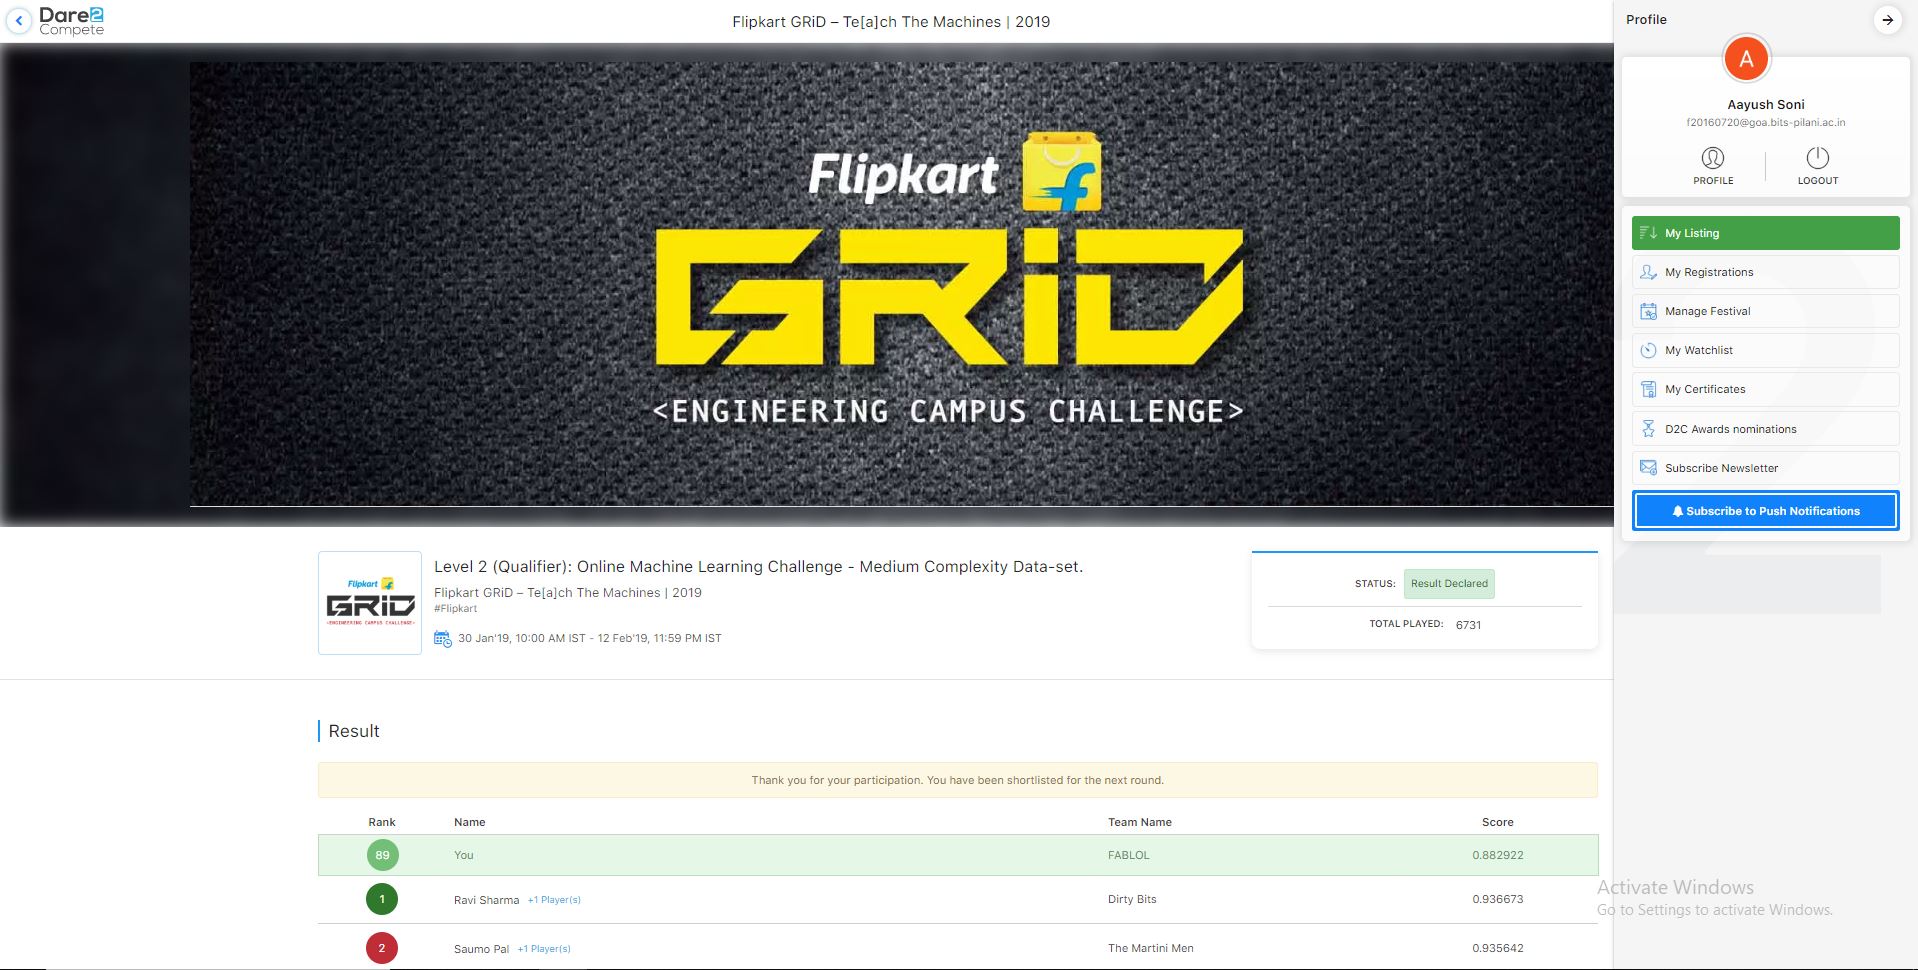 Dare2
Compete
Flipkart GRiD – Te[a]ch The Machines | 2019
Profile
A
Aayush Soni
f20160720@goa.bits-pilani.ac.in
PROFILE
LOGOUT
My Listing
My Registrations
Manage Festival
My Watchlist
My Certificates
D2C Awards nominations
Subscribe Newsletter
Subscribe to Push Notifications
Flipkart
GRiD
<ENGINEERING CAMPUS CHALLENGE>
Flipkart
GRiD
<ENGINEERING CAMPUS CHALLENGE>
Level 2 (Qualifier): Online Machine Learning Challenge - Medium Complexity Data-set.
Flipkart GRiD – Te[a]ch The Machines | 2019
#Flipkart
30 Jan'19, 10:00 AM IST - 12 Feb'19, 11:59 PM IST
STATUS: Result Declared
TOTAL PLAYED: 6731
Result
Thank you for your participation. You have been shortlisted for the next round.
Rank Name Team Name Score
89 You FABLOL 0.882922
1 Ravi Sharma +1 Player(s) Dirty Bits 0.936673
2 Saumo Pal +1 Player(s) The Martini Men 0.935642
Activate Windows
Go to Settings to activate Windows.